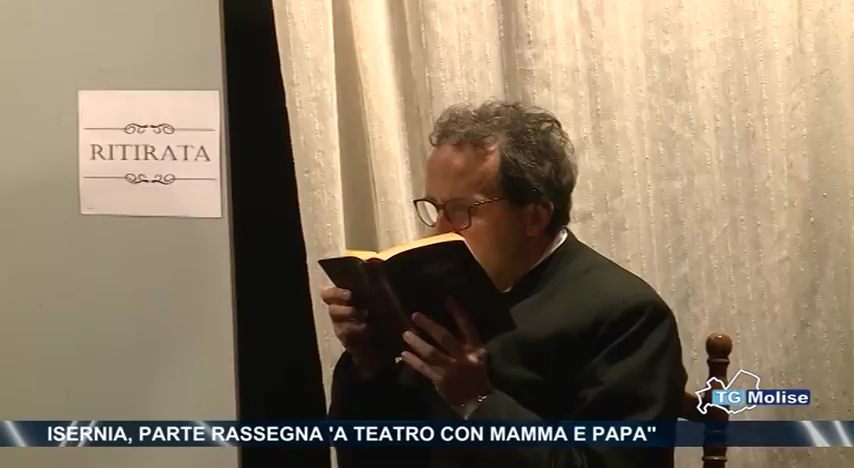 RITIRATA
TG Molise
ISERNIA, PARTE RASSEGNA 'A TEATRO CON MAMMA E PAPA''